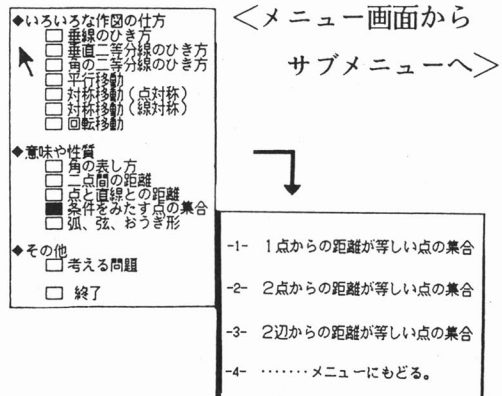 ◆いろいろな作図の仕方
垂線のひき方
垂直二等分線のひき方
角の二等分線のひき方
平行移動
対称移動（点対称）
対称移動（線対称）
回転移動
◆意味や性質
角の表し方
二点間の距離
点と直線との距離
条件をみたす点の集合
弧、弦、おうぎ形
◆その他
考える問題
終了
＜メニュー画面から
サブメニューへ＞
-1- 1点からの距離が等しい点の集合
-2- 2点からの距離が等しい点の集合
-3- 2辺からの距離が等しい点の集合
-4- ‥‥‥‥メニューにもどる。